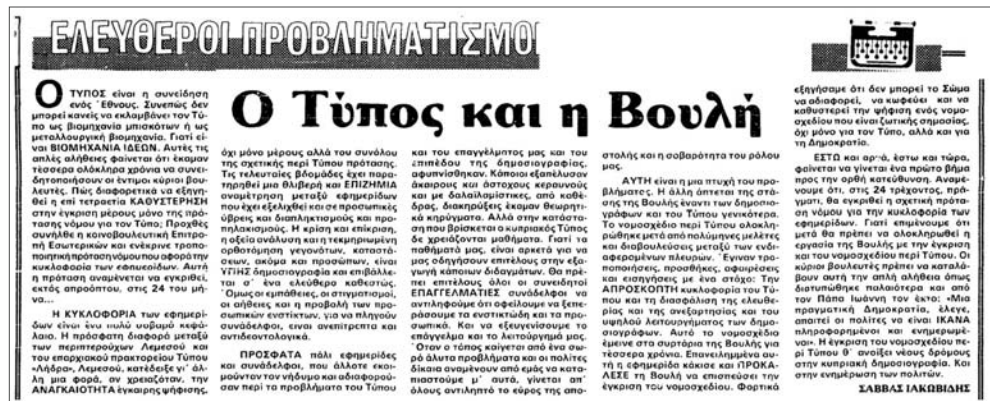 ΕΛΕΥΘΕΡΟΙ ΠΡΟΒΛΗΜΑΤΙΣΜΟΙ
Ο Τύπος και η Βουλή
Ο ΤΥΠΟΣ είναι η συνείδηση
ενός Έθνους. Συνεπώς δεν
μπορεί κανείς να εκλαμβάνει τον Τύ-
πο ως βιομηχανία μπισκότων ή ως
μεταλλουργική βιομηχανία. Γιατί εί-
ναι ΒΙΟΜΗΧΑΝΙΑ ΙΔΕΩΝ. Αυτές τις
απλές αλήθειες φαίνεται ότι έκαμαν
τέσσερα ολόκληρα χρόνια να συνει-
δητοποιήσουν οι έντιμοι κύριοι βου-
λευτές. Πώς διαφορετικά να εξηγη-
θεί η επί τετραετία ΚΑΘΥΣΤΕΡΗΣΗ
στην έγκριση μέρους μόνο της πρό-
τασης νόμου για τον Τύπο; Προχθές
συνήλθε η κοινοβουλευτική Επιτρο-
πή Εσωτερικών και ενέκρινε τροπο-
ποιητική πρόταση νόμου που αφορά την
κυκλοφορία των εφημερίδων. Αυτή
η πρόταση αναμένεται να εγκριθεί,
εκτός απροόπτου, στις 24 του μή-
να...
Η ΚΥΚΛΟΦΟΡΙΑ των εφημερί-
δων είναι ένα πολύ σοβαρό κεφά-
λαιο. Η πρόσφατη διαφορά μεταξύ
των περιπτερούχων Λεμεσού και
του επαρχιακού πρακτορείου Τύπου
«Λήδρα», Λεμεσού, κατέδειξε γι' άλ-
λη μια φορά, αν χρειαζόταν, την
ΑΝΑΓΚΑΙΟΤΗΤΑ έγκαιρης ψήφισης,
όχι μόνο μέρους αλλά του συνόλου
της σχετικής περί Τύπου πρότασης.
Τις τελευταίες βδομάδες έχει παρα-
τηρηθεί μια θλιβερή και ΕΠΙΖΗΜΙΑ
αναμέτρηση μεταξύ εφημερίδων
που έχει εξελιχθεί και σε προσωπικές
ύβρεις και διαπληκτισμούς και προ-
πηλακισμούς. Η κρίση και επίκριση,
η οξεία ανάλυση και η τεκμηριωμένη
ορθοτόμηση γεγονότων, καταστά-
σεων, ακόμα και προσώπων, είναι
ΥΓΙΗΣ δημοσιογραφία και επιβάλλε-
ται σ' ένα ελεύθερο καθεστώς.
Όμως οι εμπάθειες, οι στιγματισμοί,
οι αήθειες και η προβολή των προ-
σωπικών ενστίκτων, για να πληγούν
συνάδελφοι, είναι ανεπίτρεπτα και
αντιδεοντολογικά.
ΠΡΟΣΦΑΤΑ πάλι εφημερίδες
και συνάδελφοι, που άλλοτε εκοι-
μούνταν τον νήδυμο και αδιαφορού-
σαν περί τα προβλήματα του Τύπου
και του επαγγέλματος μας και του
επιπέδου της δημοσιογραφίας,
αφυπνίσθηκαν. Κάποιοι εξαπέλυσαν
άκαιρους και άστοχους κεραυνούς
και με δαλαϊλαμίστικες, από καθέ-
δρας, διακηρύξεις έκαμαν θεωρητι-
κά κηρύγματα. Αλλά στην κατάστα-
ση που βρίσκεται ο κυπριακός Τύπος
δε χρειάζονται μαθήματα. Γιατί τα
παθήματά μας, είναι αρκετά για να
μας οδηγήσουν επιτέλους στην εξα-
γωγή κάποιων διδαγμάτων. Θα πρέ-
πει επιτέλους όλοι οι συνειδητοί
ΕΠΑΓΓΕΛΜΑΤΙΕΣ συνάδελφοι να
αντιληφθούμε ότι οφείλουμε να ξεπε-
ράσουμε τα ενστικτώδη και τα προ-
σωπικά. Και να εξευγενίσουμε το
επάγγελμα και το λειτούργημά μας.
Όταν ο τόπος καίγεται από ένα σω-
ρό άλυτα προβλήματα και οι πολίτες
δίκαια αναμένουν από εμάς να κατα-
πιαστούμε μ' αυτά, γίνεται απ'
όλους αντιληπτό το εύρος της απο-
στολής και η σοβαρότητα του ρόλου
μας.
ΑΥΤΗ είναι η μια πτυχή του προ-
βλήματος. Η άλλη άπτεται της στά-
σης της Βουλής έναντι των δημοσιο-
γράφων και του Τύπου γενικότερα.
Το νομοσχέδιο περί Τύπου ολοκλη-
ρώθηκε μετά από πολύμηνες μελέτες
και διαβουλεύσεις μεταξύ των ενδι-
αφερομένων πλευρών. Έγιναν τρο-
ποποιήσεις, προσθήκες, αφαιρέσεις
και εισηγήσεις με ένα στόχο: Την
ΑΠΡΟΣΚΟΠΤΗ κυκλοφορία του Τύ-
που και τη διασφάλιση της ελευθε-
ρίας και της ανεξαρτησίας και του
υψηλού λειτουργήματος των δημο-
σιογράφων. Αυτό το νομοσχέδιο
έμεινε στα συρτάρια της Βουλής για
τέσσερα χρόνια. Επανειλημμένα αυ-
τή η εφημερίδα κάκισε και ΠΡΟΚΑ-
ΛΕΣΕ τη Βουλή να επισπεύσει την
έγκριση του νομοσχεδίου. Φορτικά
εξηγήσαμε ότι δεν μπορεί το Σώμα
να αδιαφορεί, να κωφεύει και να
καθυστερεί την ψήφιση ενός νομο-
σχεδίου που είναι ζωτικής σημασίας,
όχι μόνο για τον Τύπο, αλλά και για
τη Δημοκρατία.
ΕΣΤΩ και αργά, έστω και τώρα,
φαίνεται να γίνεται ένα πρώτο βήμα
προς την ορθή κατεύθυνση. Αναμέ-
νουμε ότι, στις 24 τρέχοντος, πρά-
γματι, θα εγκριθεί η σχετική πρότα-
ση νόμου για την κυκλοφορία των
εφημερίδων. Γιατί επιμένουμε ότι
μετά θα πρέπει να ολοκληρωθεί η
εργασία της Βουλής με την έγκριση
και του νομοσχεδίου περί Τύπου. Οι
κύριοι βουλευτές πρέπει να καταλά-
βουν αυτή την απλή αλήθεια όπως
διατυπώθηκε παλαιότερα και από
τον Πάπα Ιωάννη τον έκτο: «Μια
πραγματική Δημοκρατία, έλεγε,
απαιτεί οι πολίτες να είναι ΙΚΑΝΑ
πληροφορημένοι και ενημερωμέ-
νοι». Η έγκριση του νομοσχεδίου πε-
ρί Τύπου θ' ανοίξει νέους δρόμους
στην κυπριακή δημοσιογραφία. Και
στην ενημέρωση των πολιτών.
ΣΑΒΒΑΣ ΙΑΚΩΒΙΔΗΣ